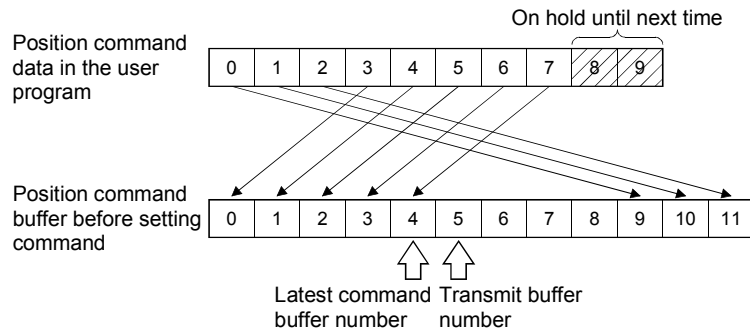 On hold until next time
Position command
data in the user
program
0 1 2 3 4 5 6 7 8 9
Position command
buffer before setting
command
0 1 2 3 4 5 6 7 8 9 10 11
Latest command
buffer number
Transmit buffer
number